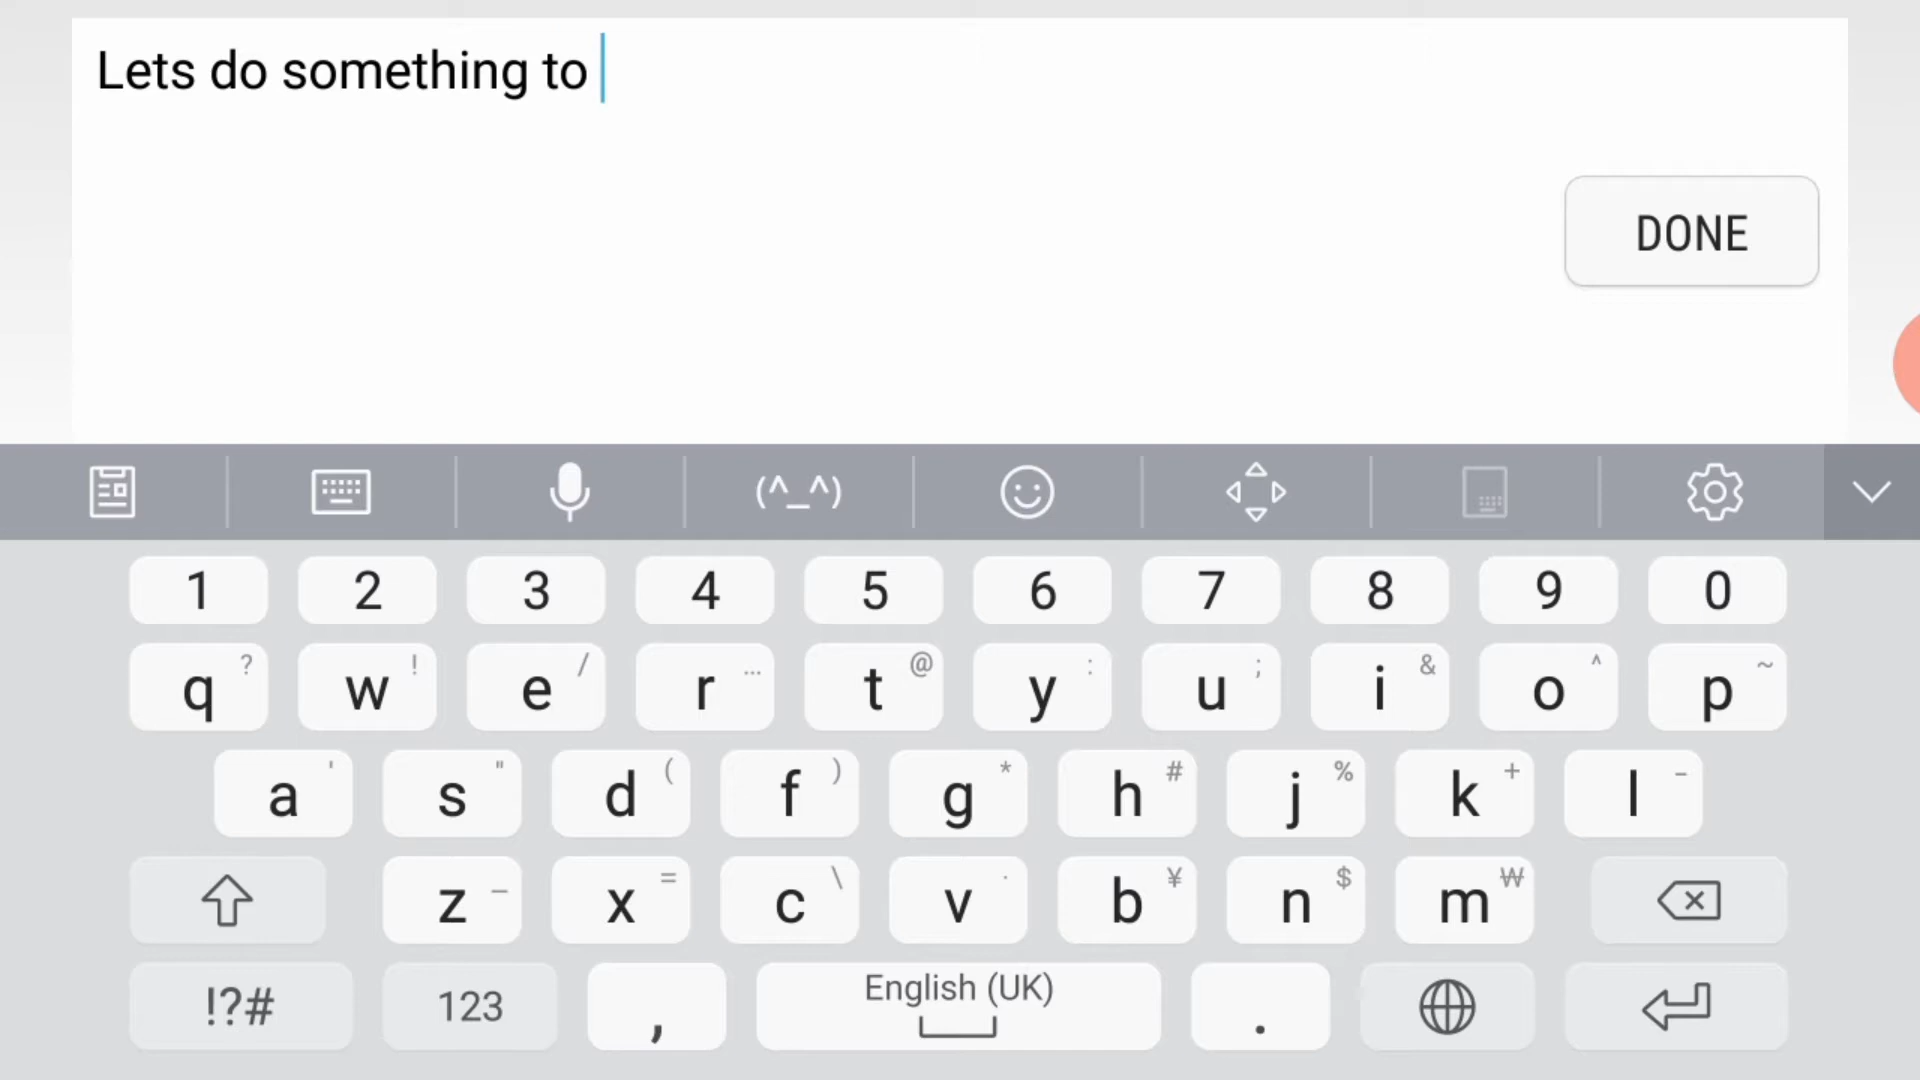 Lets do something to
DONE
(^_^)
1 2 3 4 5 6 7 8 9 0
q ? w ! e / r ... t @ y : u ; i & o ^ p ~
a ' s " d ( f ) g * h # j % k + l -
z _ x = c \ v · b ¥ n $ m ₩
!?# 123 , English (UK) .